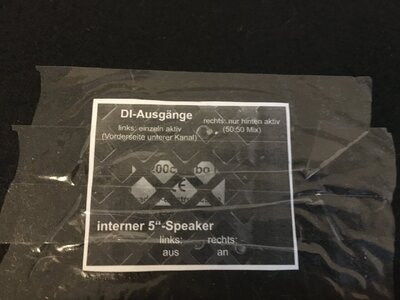 DI-Ausgänge
links: einzeln aktiv
(Vorderseite unterer Kanal)
rechts: nur hinten aktiv
(50:50 Mix)
interner 5“-Speaker
links: rechts:
aus an